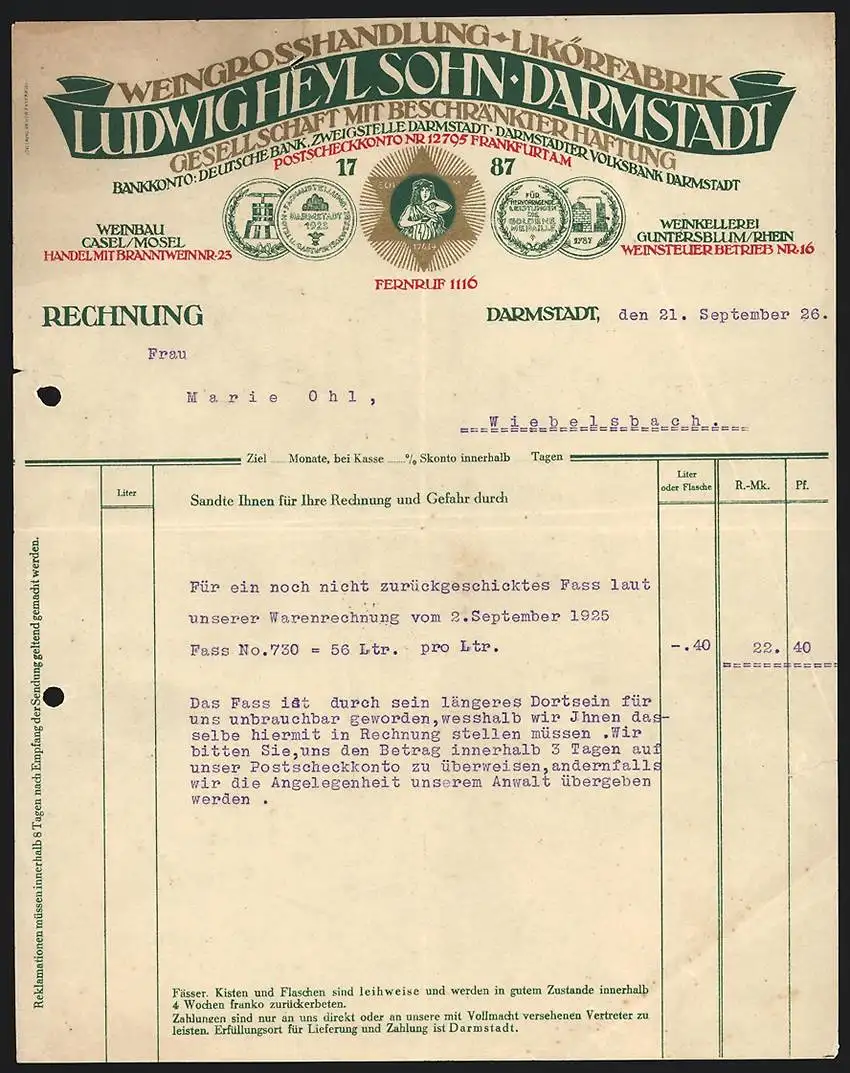 WEINGROSSHANDLUNG + LIKÖRFABRIK
LUDWIG HEYL SOHN · DARMSTADT
GESELLSCHAFT MIT BESCHRÄNKTER HAFTUNG
BANKKONTO: DEUTSCHE BANK, ZWEIGSTELLE DARMSTADT · DARMSTÄDTER VOLKSBANK DARMSTADT
POSTSCHECKKONTO NR 12795 FRANKFURT A.M
17 87
DARMSTADT
1925
FÜR
HERVORRAGENDE
LEISTUNGEN
DIE
GOLDENE
MEDAILLE
1787
WEINBAU
CASEL/MOSEL
HANDEL MIT BRANNTWEIN NR·23
WEINKELLEREI
GUNTERSBLUM/RHEIN
WEINSTEUER BETRIEB NR·16
FERNRUF 1116
RECHNUNG
DARMSTADT, den 21. September 26.
Frau
Marie Ohl,
Wiebelsbach.
Ziel ..... Monate, bei Kasse ......% Skonto innerhalb Tagen
Liter
Sandte Ihnen für Ihre Rechnung und Gefahr durch
Liter
oder Flasche
R.-Mk.
Pf.
Für ein noch nicht zurückgeschicktes Fass laut
unserer Warenrechnung vom 2.September 1925
Fass No.730 = 56 Ltr. pro Ltr. -.40 22. 40
Das Fass ist durch sein längeres Dortsein für
uns unbrauchbar geworden,wesshalb wir Jhnen das-
selbe hiermit in Rechnung stellen müssen .Wir
bitten Sie,uns den Betrag innerhalb 3 Tagen auf
unser Postscheckkonto zu überweisen,andernfalls
wir die Angelegenheit unserem Anwalt übergeben
werden .
Reklamationen müssen innerhalb 8 Tagen nach Empfang der Sendung geltend gemacht werden.
Fässer, Kisten und Flaschen sind leihweise und werden in gutem Zustande innerhalb
4 Wochen franko zurückerbeten.
Zahlungen sind nur an uns direkt oder an unsere mit Vollmacht versehenen Vertreter zu
leisten. Erfüllungsort für Lieferung und Zahlung ist Darmstadt.